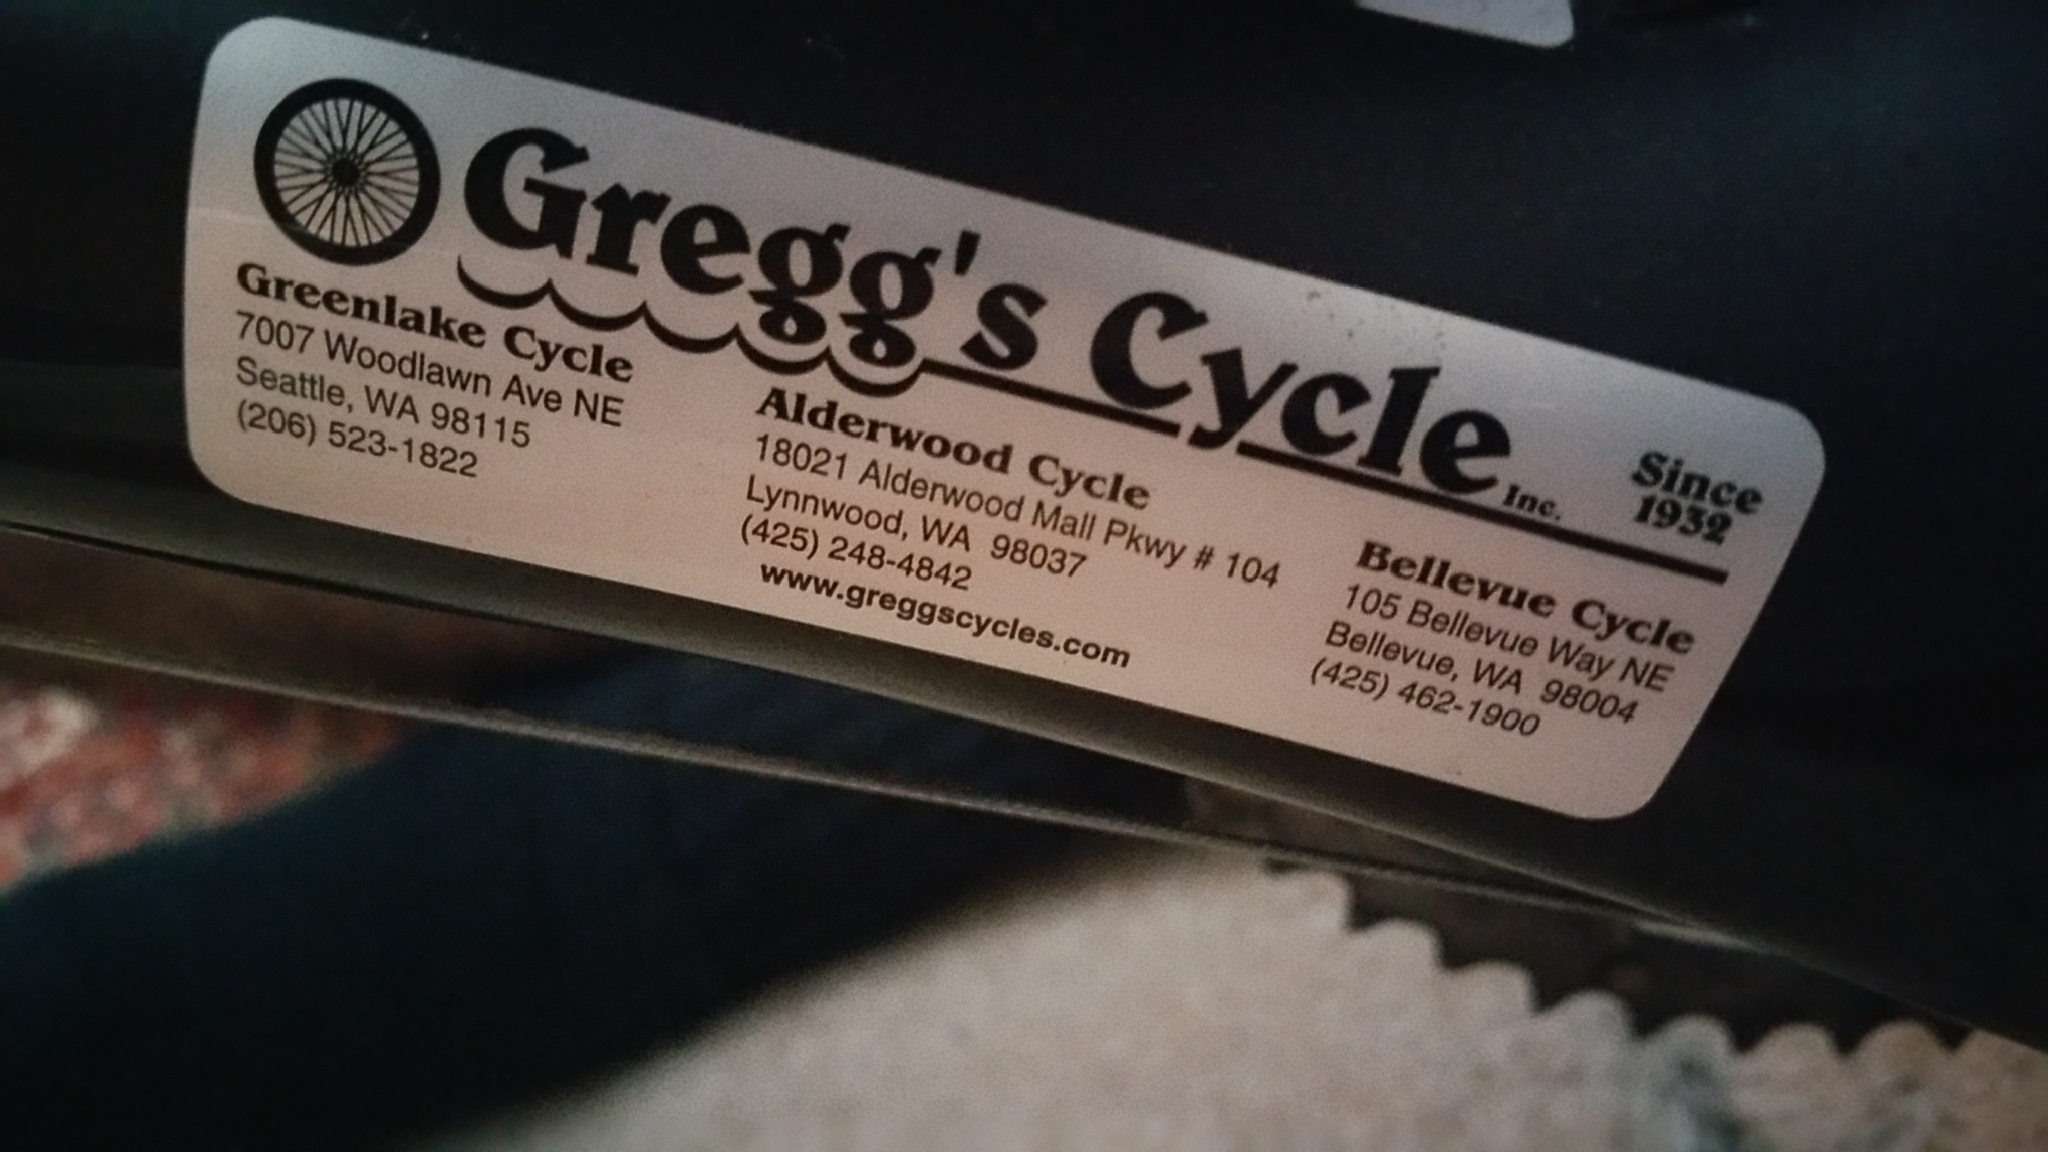 Gregg's Cycle Inc.
Since
1932
Greenlake Cycle
7007 Woodlawn Ave NE
Seattle, WA 98115
(206) 523-1822
Alderwood Cycle
18021 Alderwood Mall Pkwy # 104
Lynnwood, WA 98037
(425) 248-4842
www.greggscycles.com
Bellevue Cycle
105 Bellevue Way NE
Bellevue, WA 98004
(425) 462-1900